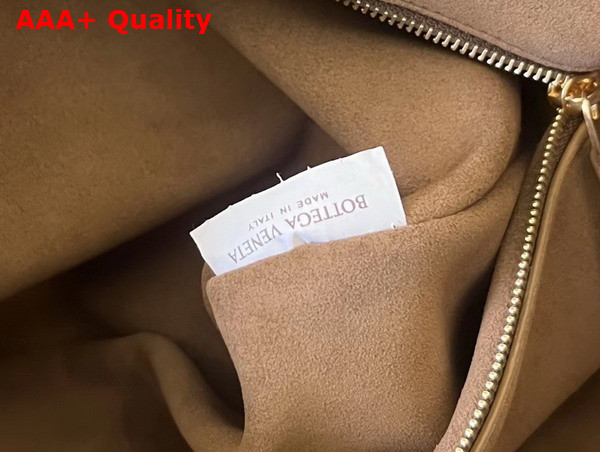 AAA+ Quality
BOTTEGA VENETA
MADE IN ITALY